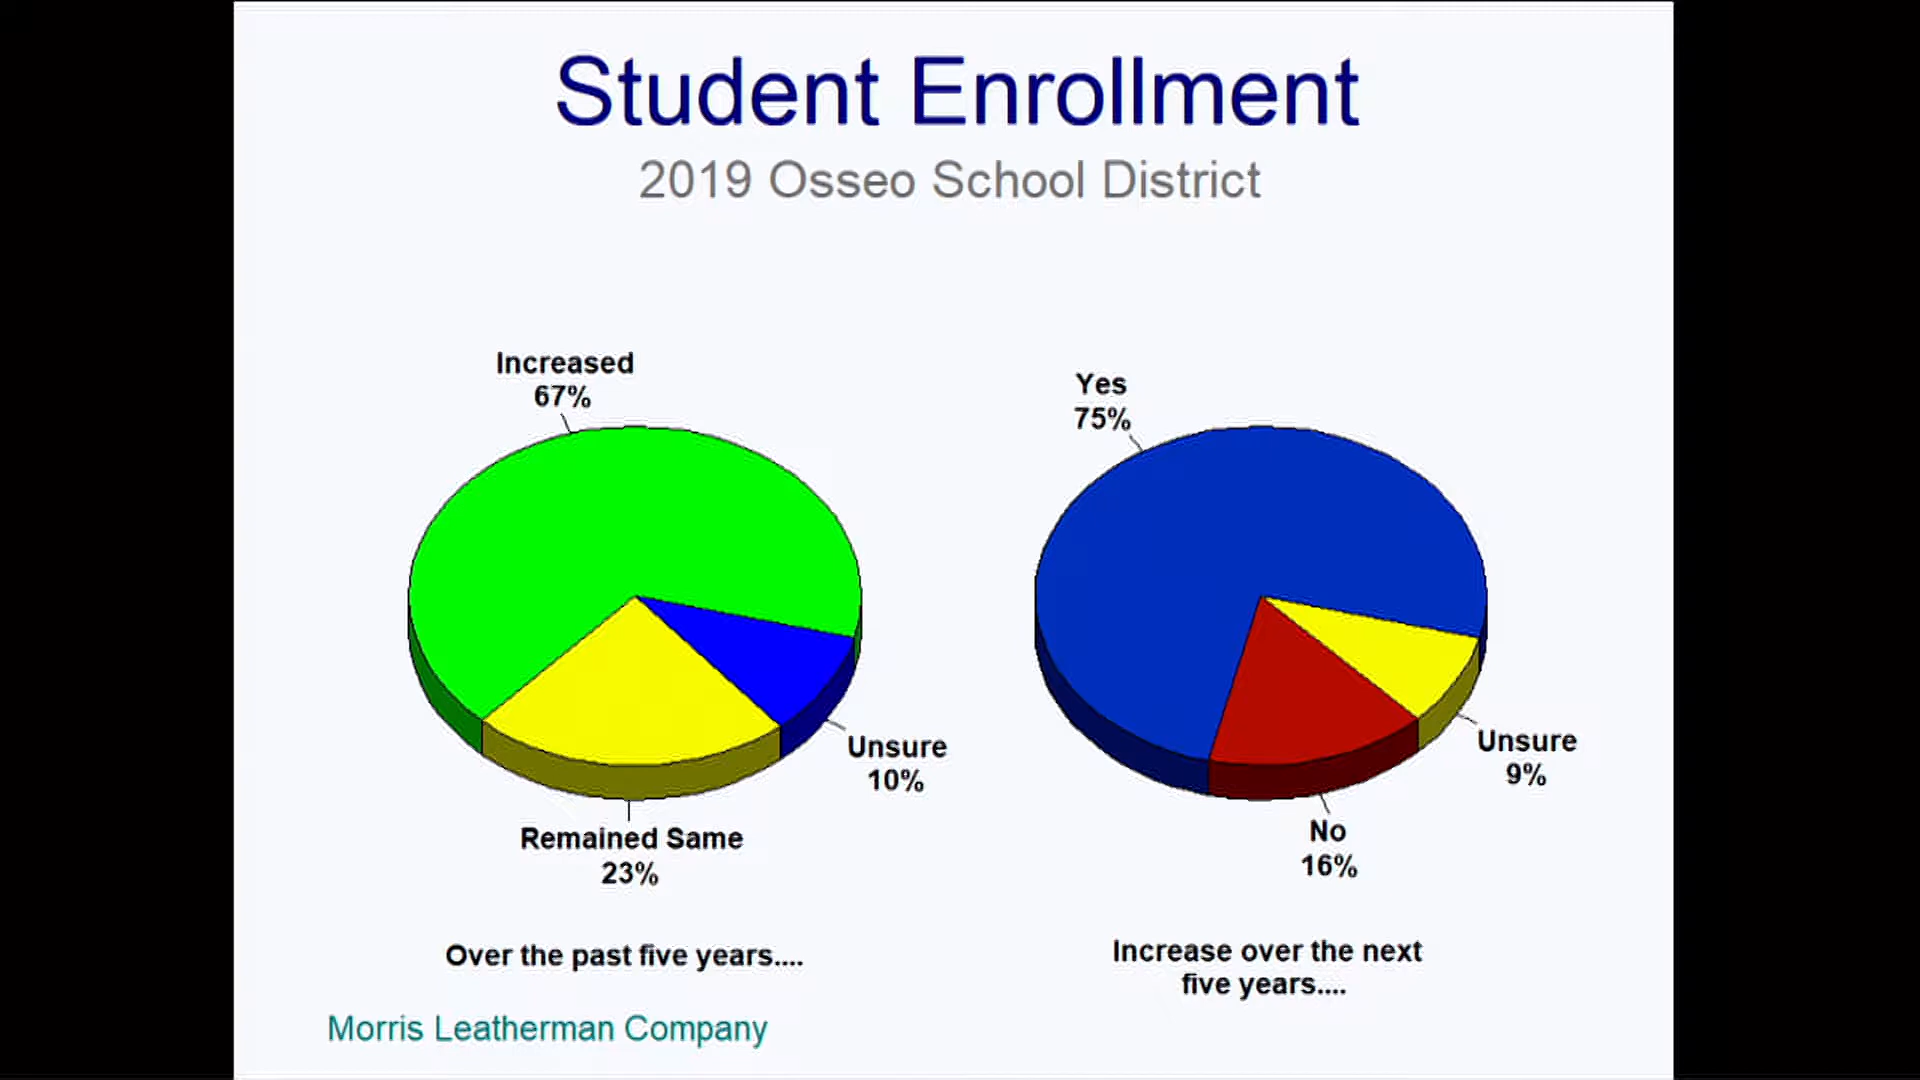 Student Enrollment
2019 Osseo School District
Increased
67%
Unsure
10%
Remained Same
23%
Over the past five years....
Yes
75%
Unsure
9%
No
16%
Increase over the next
five years....
Morris Leatherman Company